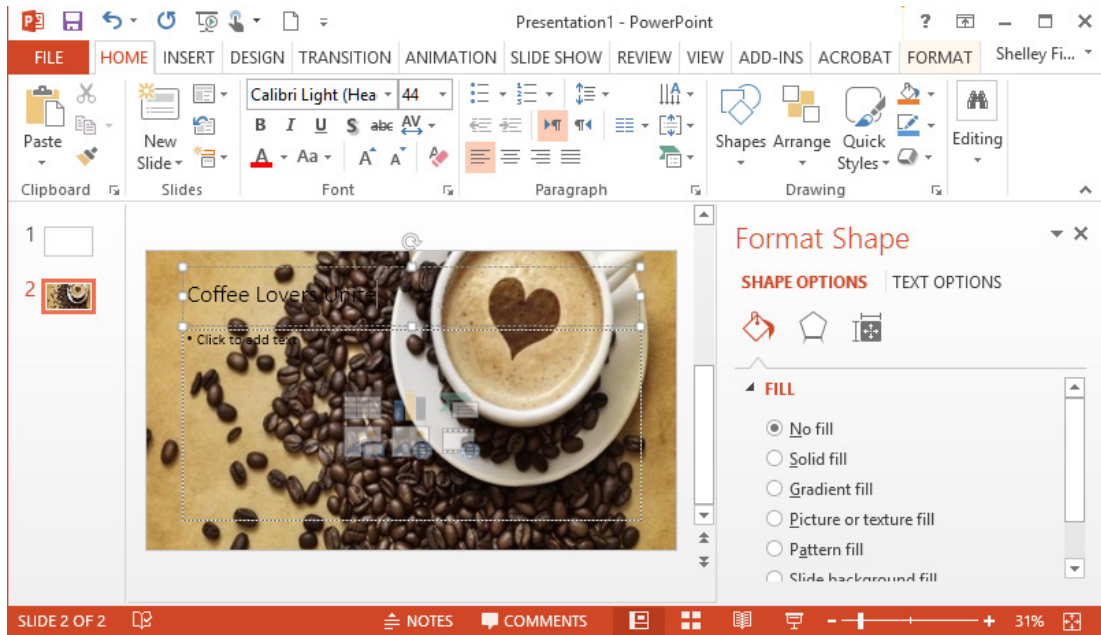 Presentation1 - PowerPoint
?
FILE HOME INSERT DESIGN TRANSITION ANIMATION SLIDE SHOW REVIEW VIEW ADD-INS ACROBAT FORMAT Shelley Fi...
Calibri Light (Hea 44
B I U S abc AV
A Aa A A
Paste
New Slide
Shapes Arrange Quick Styles
Editing
Clipboard Slides Font Paragraph Drawing
1
2
Coffee Lovers Unite
• Click to add text
Format Shape
SHAPE OPTIONS TEXT OPTIONS
FILL
No fill
Solid fill
Gradient fill
Picture or texture fill
Pattern fill
Slide background fill
SLIDE 2 OF 2 NOTES COMMENTS 31%